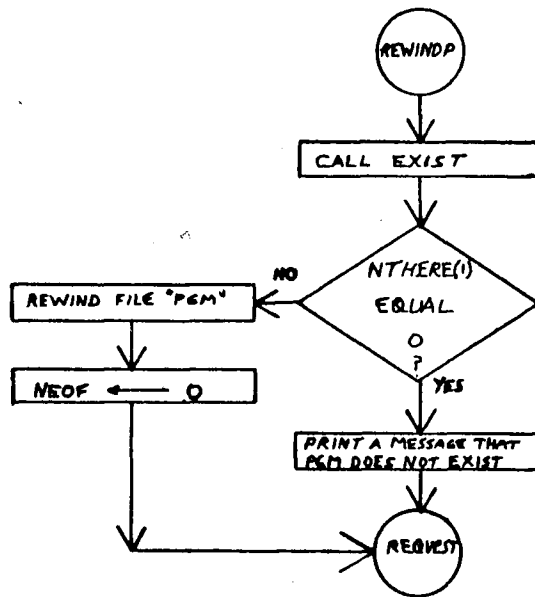 REWINDP
CALL EXIST
NTHERE(1)
EQUAL
0
?
NO
REWIND FILE "PGM"
NEOF ← 0
YES
PRINT A MESSAGE THAT
PGM DOES NOT EXIST
REQUEST